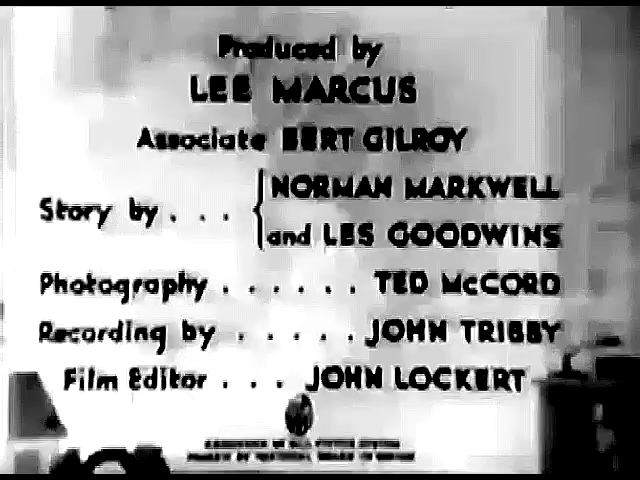 Produced by
LEE MARCUS
Associate BERT GILROY
Story by . . . { NORMAN MARKWELL
and LES GOODWINS
Photography . . . . . . TED McCORD
Recording by . . . . . JOHN TRIBBY
Film Editor . . . JOHN LOCKERT